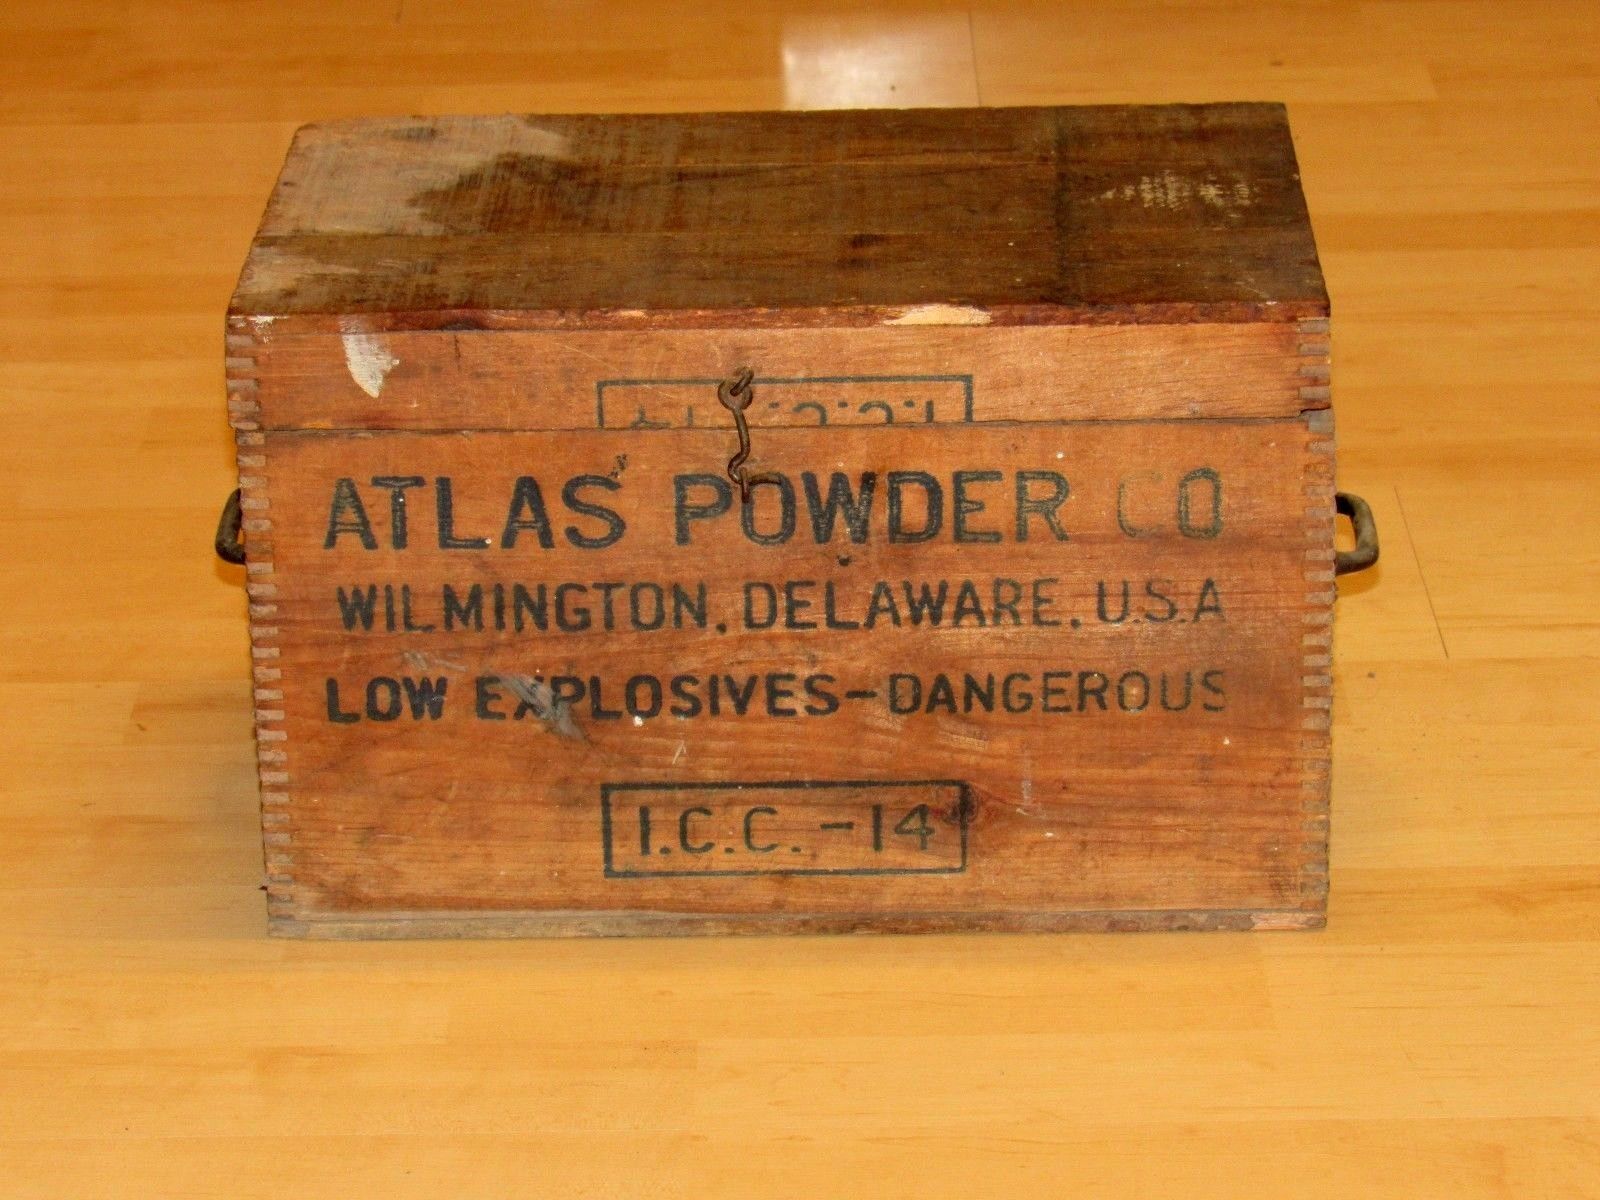 ATLAS POWDER CO
WILMINGTON, DELAWARE, U.S.A
LOW EXPLOSIVES-DANGEROUS
I.C.C. -14